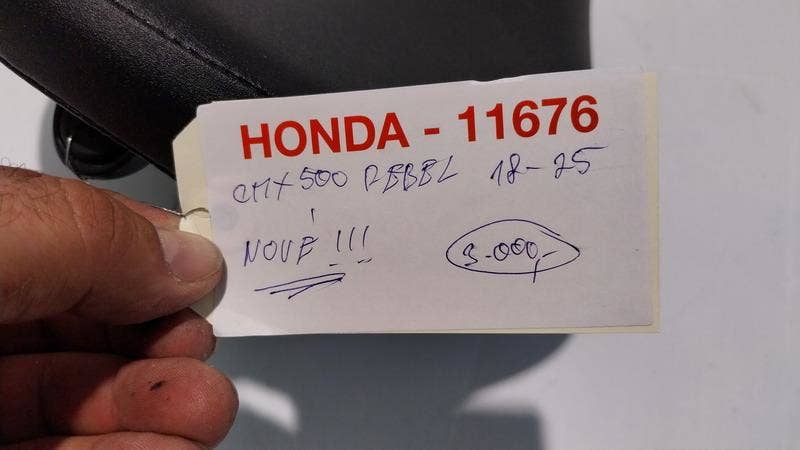 HONDA - 11676
CMX 500 REBEL 18-25
NOVÉ !!!
3.000,-